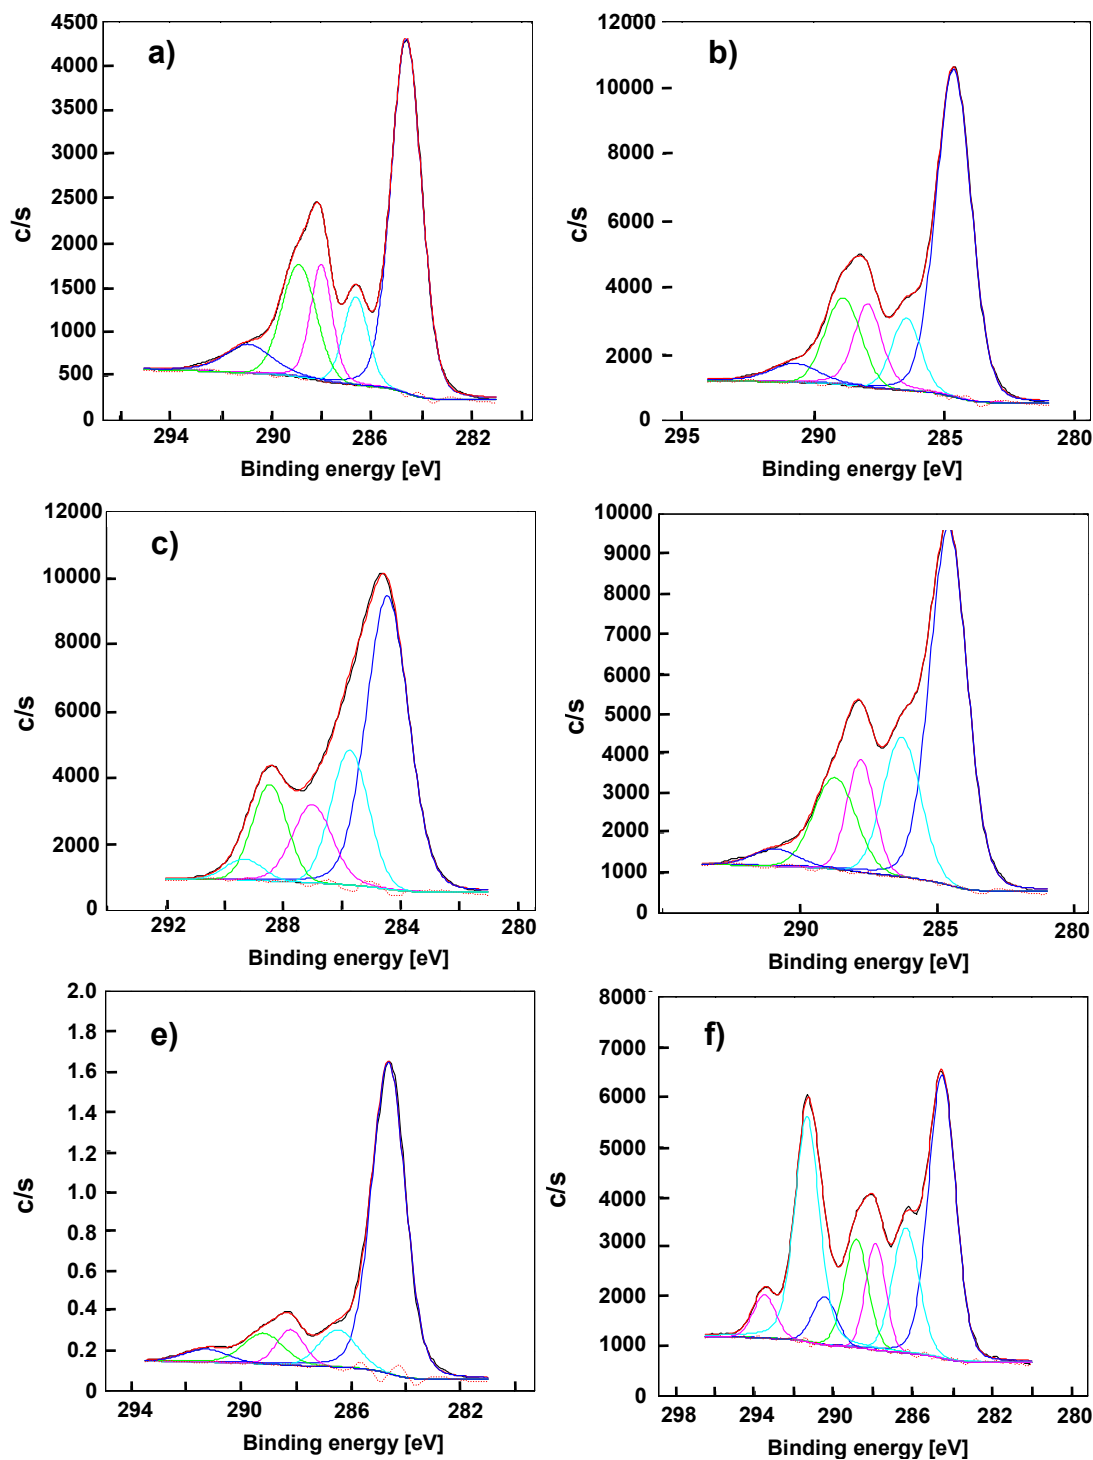 a)
4500
4000
3500
3000
2500
2000
1500
1000
500
0
c/s
294 290 286 282
Binding energy [eV]
b)
12000
10000
8000
6000
4000
2000
0
c/s
295 290 285 280
Binding energy [eV]
c)
12000
10000
8000
6000
4000
2000
0
c/s
292 288 284 280
Binding energy [eV]
10000
9000
8000
7000
6000
5000
4000
3000
2000
1000
0
c/s
290 285 280
Binding energy [eV]
e)
2.0
1.8
1.6
1.4
1.2
1.0
0.8
0.6
0.4
0.2
0
c/s
294 290 286 282
Binding energy [eV]
f)
8000
7000
6000
5000
4000
3000
2000
1000
0
c/s
298 294 290 286 282 280
Binding energy [eV]